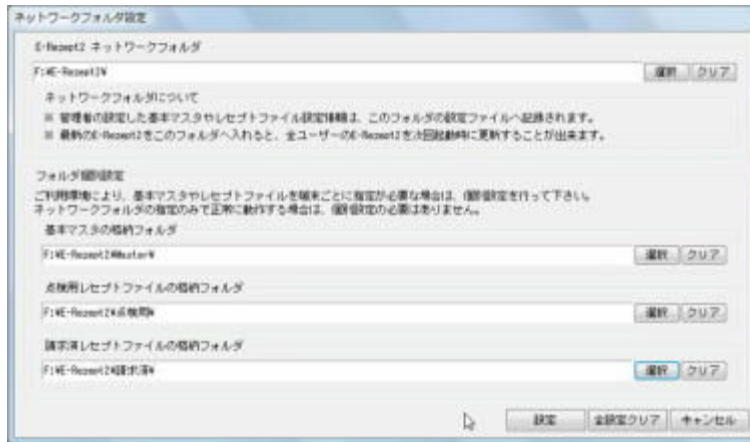 ネットワークフォルダ設定
E-Rezept2 ネットワークフォルダ
F:¥E-Rezept2¥
選択 クリア
ネットワークフォルダについて
※ 管理者の設定した基本マスタやレセプトファイル設定情報は、このフォルダの設定ファイルへ記録されます。
※ 最新のE-Rezept2をこのフォルダへ入れると、全ユーザーのE-Rezept2を次回起動時に更新することが出来ます。
フォルダ個別設定
ご利用環境により、基本マスタやレセプトファイルを端末ごとに指定が必要な場合は、個別設定を行って下さい。
ネットワークフォルダの指定のみで正常に動作する場合は、個別設定の必要はありません。
基本マスタの格納フォルダ
F:¥E-Rezept2¥Master¥
選択 クリア
点検用レセプトファイルの格納フォルダ
F:¥E-Rezept2¥点検用¥
選択 クリア
請求済レセプトファイルの格納フォルダ
F:¥E-Rezept2¥請求済¥
選択 クリア
設定 全設定クリア キャンセル